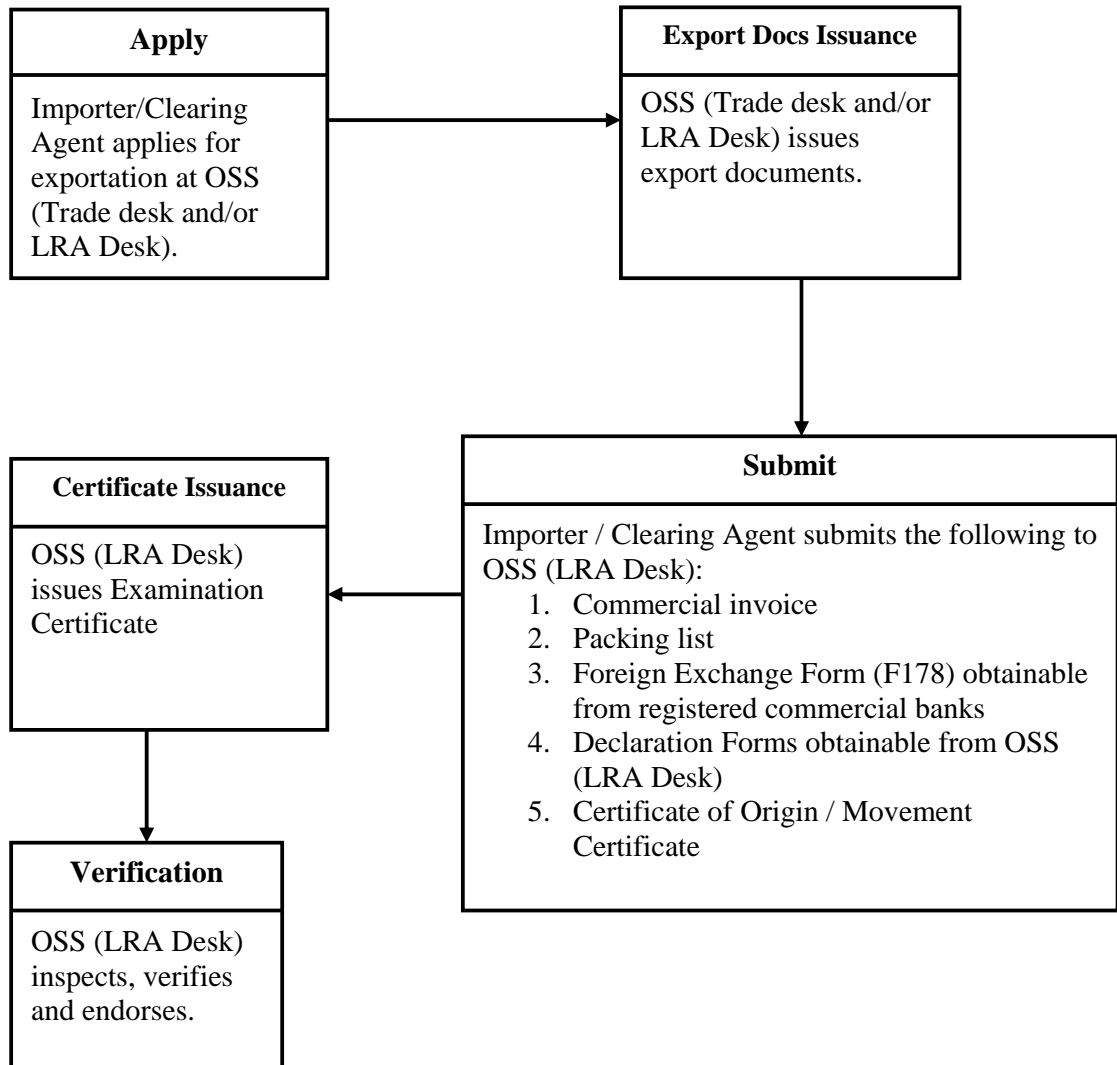 Apply
Importer/Clearing
Agent applies for
exportation at OSS
(Trade desk and/or
LRA Desk).
Export Docs Issuance
OSS (Trade desk and/or
LRA Desk) issues
export documents.
Submit
Importer / Clearing Agent submits the following to
OSS (LRA Desk):
1. Commercial invoice
2. Packing list
3. Foreign Exchange Form (F178) obtainable
from registered commercial banks
4. Declaration Forms obtainable from OSS
(LRA Desk)
5. Certificate of Origin / Movement
Certificate
Certificate Issuance
OSS (LRA Desk)
issues Examination
Certificate
Verification
OSS (LRA Desk)
inspects, verifies
and endorses.